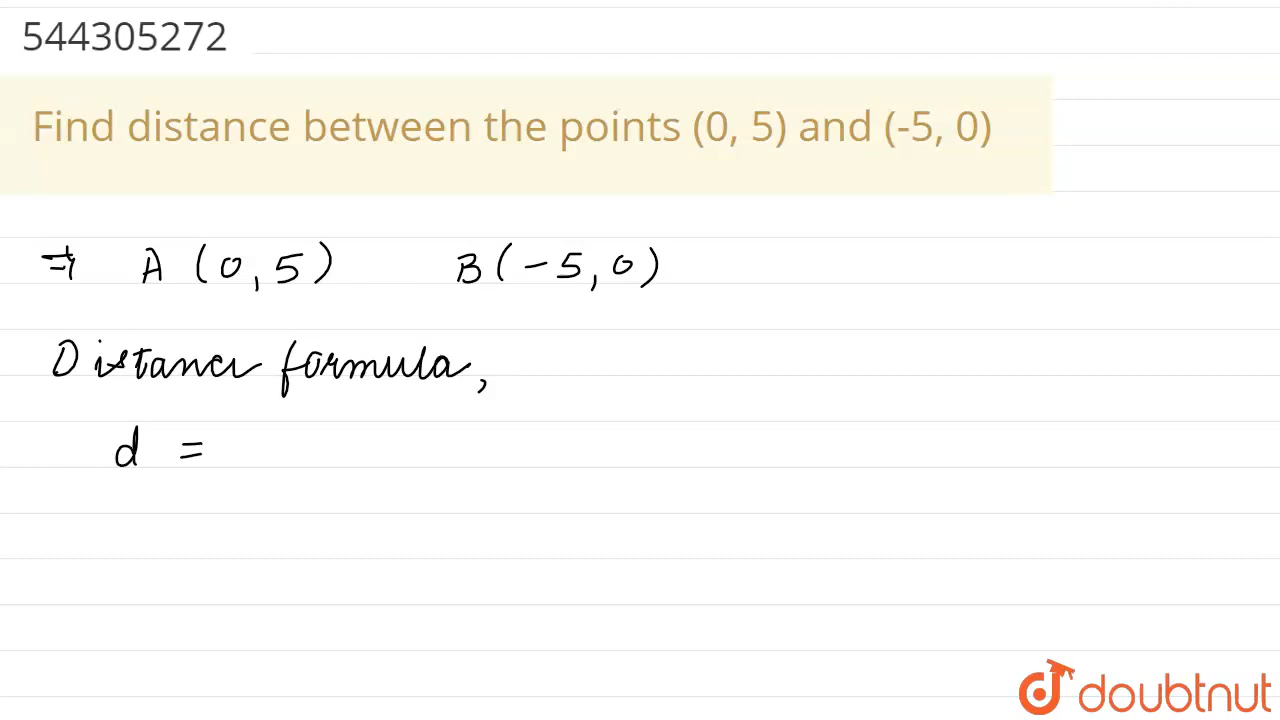 544305272
Find distance between the points (0, 5) and (-5, 0)
⇒ A (0,5) B(-5,0)
Distance formula,
d =
doubtnut